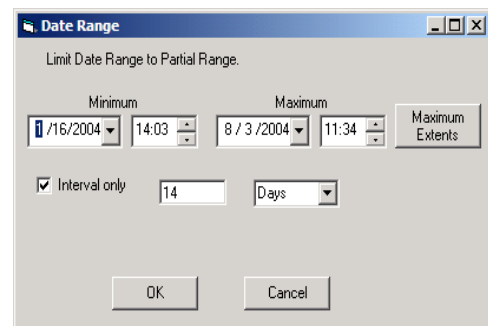 Date Range
Limit Date Range to Partial Range.
Minimum Maximum
1 /16/2004 14:03 8 / 3 /2004 11:34 Maximum Extents
Interval only 14 Days
OK Cancel